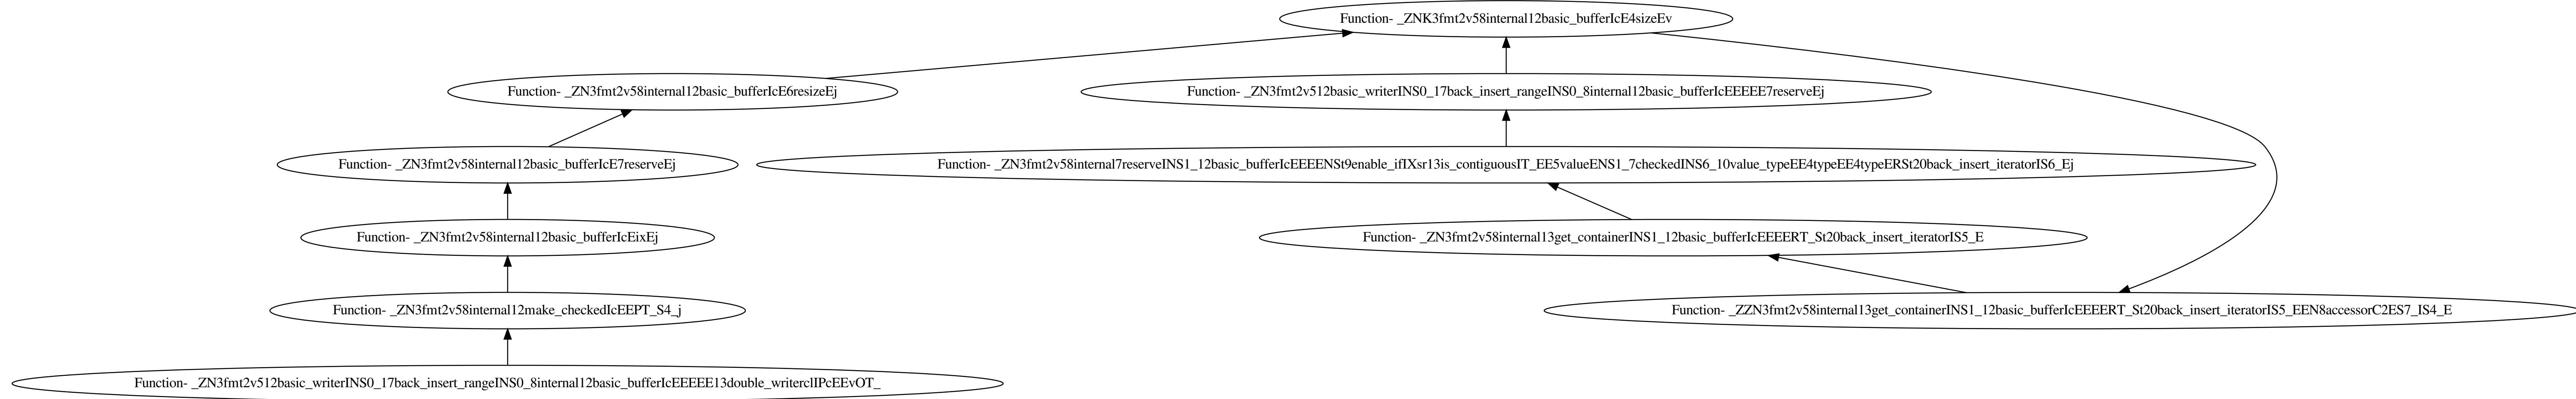 Function- _ZNK3fmt2v58internal12basic_bufferIcE4sizeEv
Function- _ZN3fmt2v58internal12basic_bufferIcE6resizeEj
Function- _ZN3fmt2v512basic_writerINS0_17back_insert_rangeINS0_8internal12basic_bufferIcEEEEE7reserveEj
Function- _ZN3fmt2v58internal12basic_bufferIcE7reserveEj
Function- _ZN3fmt2v58internal7reserveINS1_12basic_bufferIcEEEENSt9enable_ifIXsr13is_contiguousIT_EE5valueENS1_7checkedINS6_10value_typeEE4typeEE4typeERSt20back_insert_iteratorIS6_Ej
Function- _ZN3fmt2v58internal12basic_bufferIcEixEj
Function- _ZN3fmt2v58internal13get_containerINS1_12basic_bufferIcEEEERT_St20back_insert_iteratorIS5_E
Function- _ZN3fmt2v58internal12make_checkedIcEEPT_S4_j
Function- _ZZN3fmt2v58internal13get_containerINS1_12basic_bufferIcEEEERT_St20back_insert_iteratorIS5_EEN8accessorC2ES7_IS4_E
Function- _ZN3fmt2v512basic_writerINS0_17back_insert_rangeINS0_8internal12basic_bufferIcEEEEE13double_writerclIPcEEvOT_